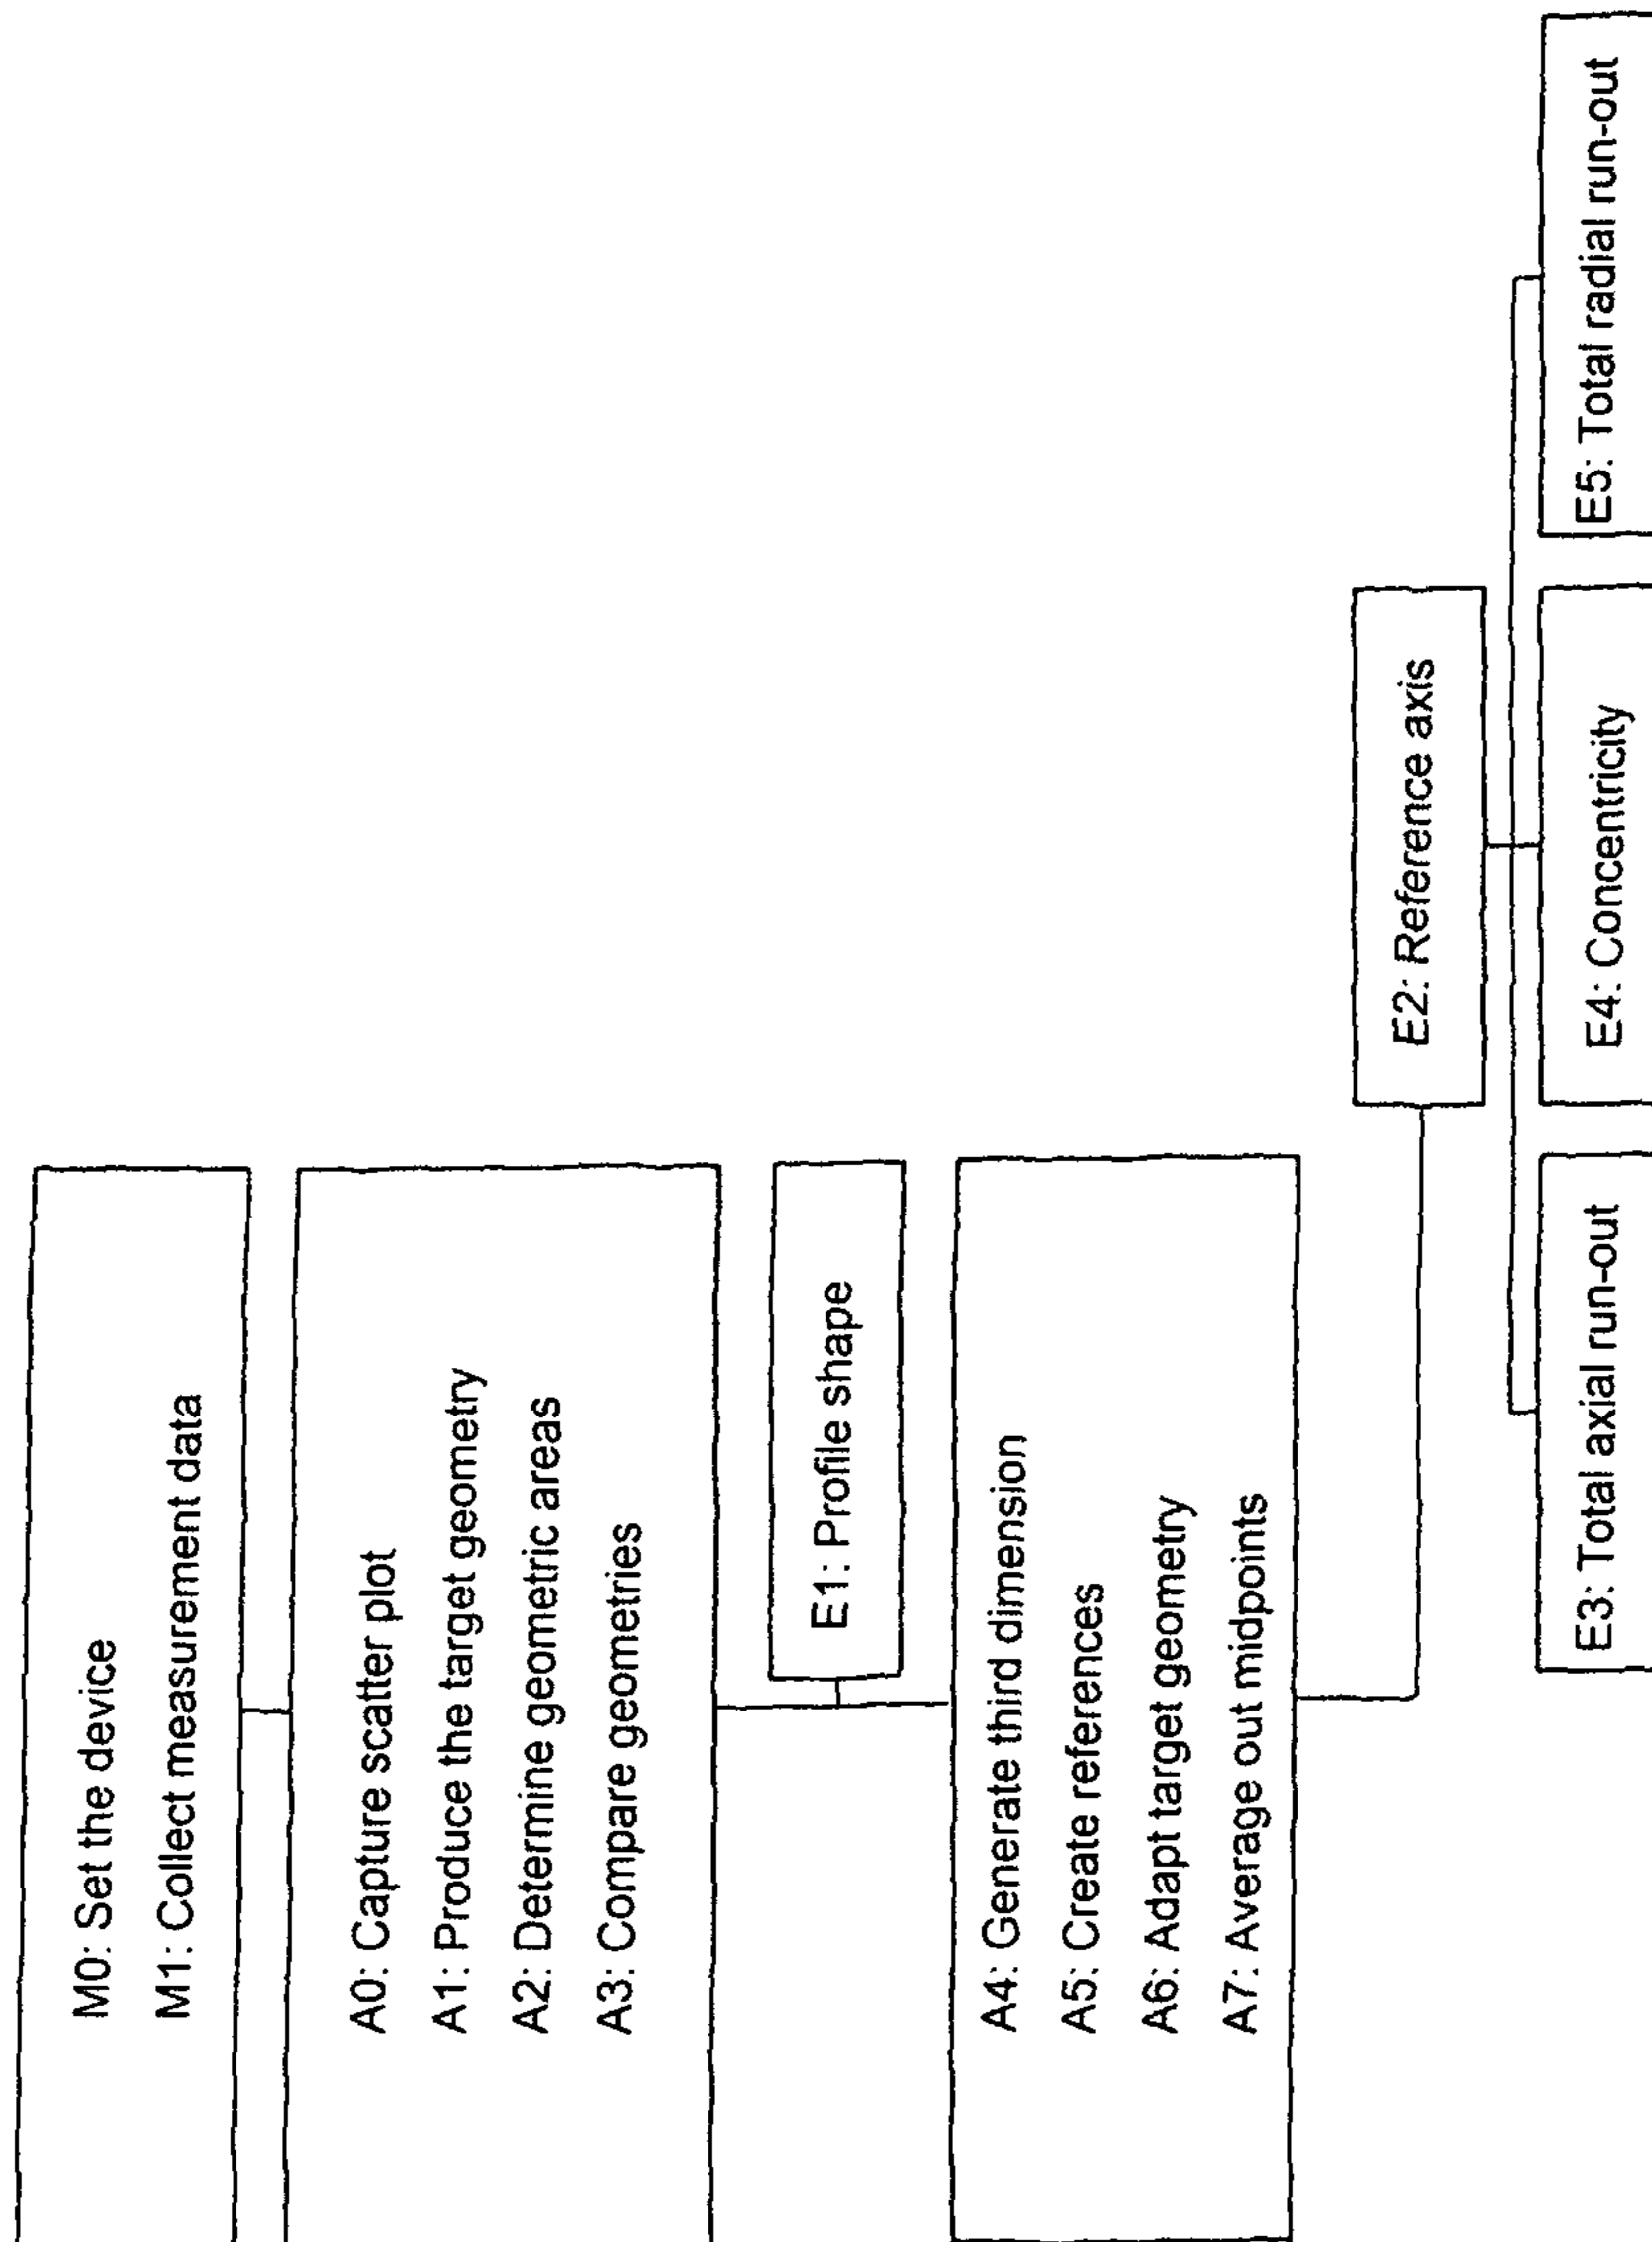 M0: Set the device
M1: Collect measurement data
A0: Capture scatter plot
A1: Produce the target geometry
A2: Determine geometric areas
A3: Compare geometries
E1: Profile shape
A4: Generate third dimension
A5: Create references
A6: Adapt target geometry
A7: Average out midpoints
E2: Reference axis
E3: Total axial run-out
E4: Concentricity
E5: Total radial run-out